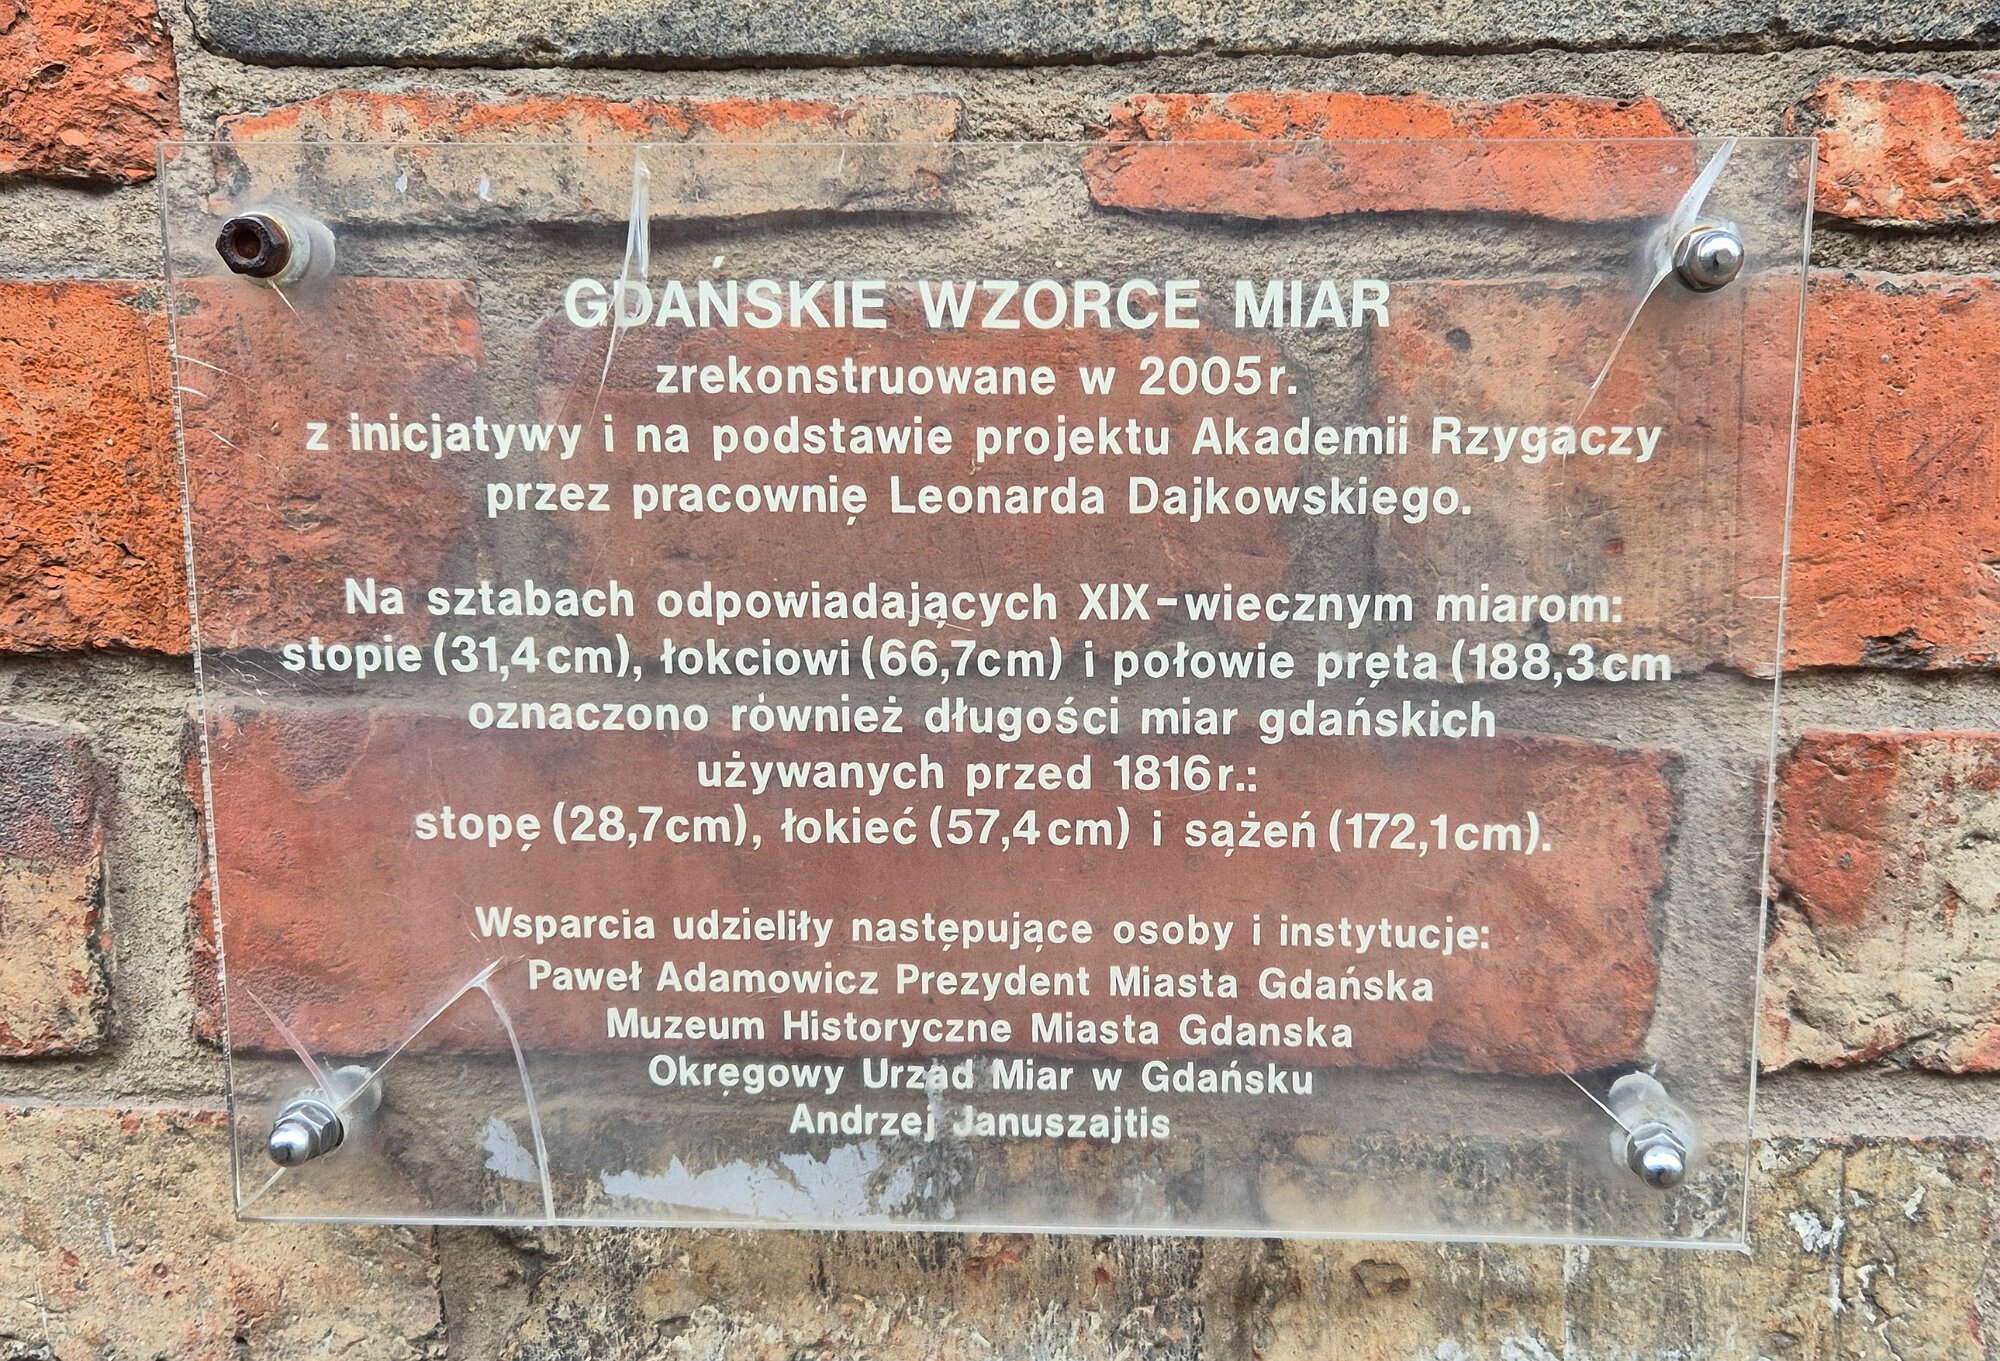 GDAŃSKIE WZORCE MIAR
zrekonstruowane w 2005r.
z inicjatywy i na podstawie projektu Akademii Rzygaczy
przez pracownię Leonarda Dajkowskiego.
Na sztabach odpowiadających XIX-wiecznym miarom:
stopie (31,4cm), łokciowi (66,7cm) i połowie pręta (188,3cm
oznaczono również długości miar gdańskich
używanych przed 1816r.:
stopę (28,7cm), łokieć (57,4cm) i sążeń (172,1cm).
Wsparcia udzieliły następujące osoby i instytucje:
Paweł Adamowicz Prezydent Miasta Gdańska
Muzeum Historyczne Miasta Gdanska
Okręgowy Urząd Miar w Gdańsku
Andrzej Januszajtis